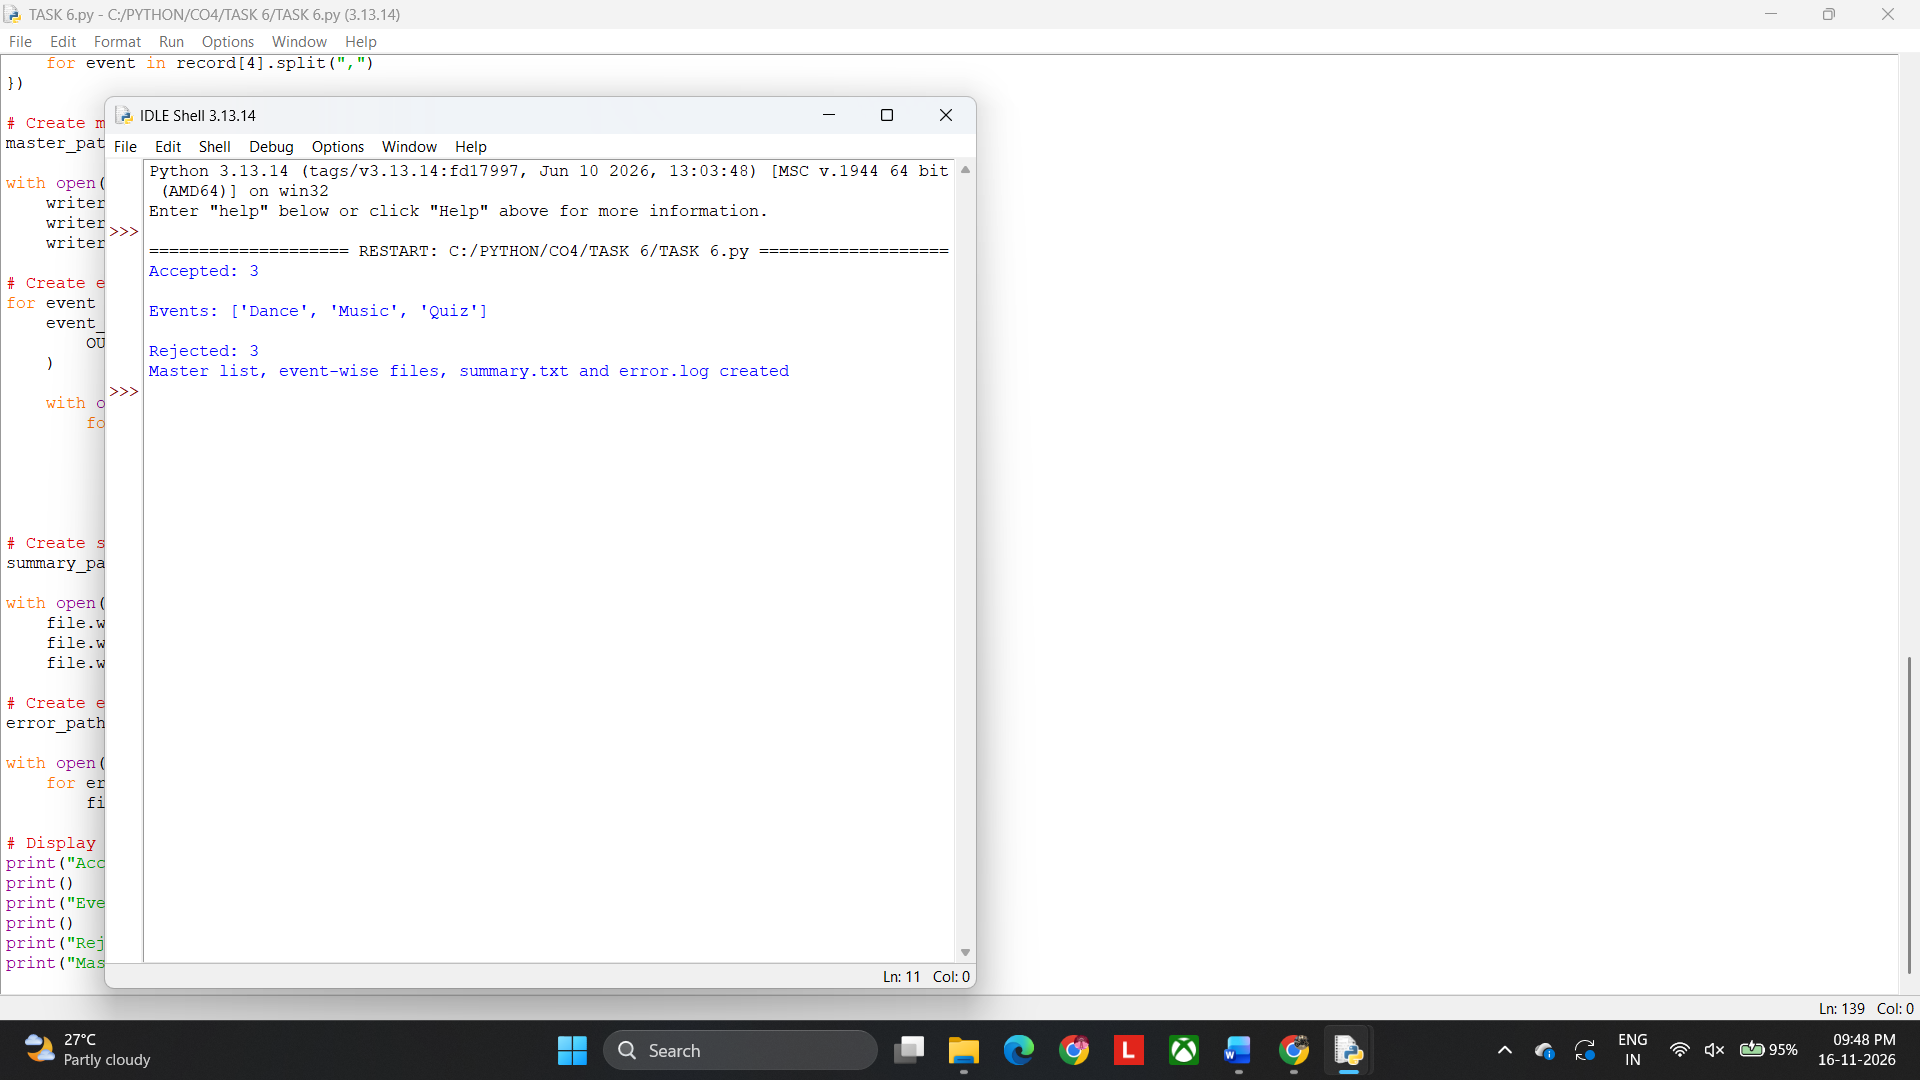 TASK 6.py - C:/PYTHON/CO4/TASK 6/TASK 6.py (3.13.14)
File Edit Format Run Options Window Help
for event in record[4].split(",")
})
# Create m
master_pat
with open(
writer
writer
writer
# Create e
for event
event_
OU
)
with o
fo
# Create s
summary_pa
with open(
file.w
file.w
file.w
# Create e
error_path
with open(
for er
fi
# Display
print("Acc
print()
print("Eve
print()
print("Rej
print("Mas
IDLE Shell 3.13.14
File Edit Shell Debug Options Window Help
Python 3.13.14 (tags/v3.13.14:fd17997, Jun 10 2026, 13:03:48) [MSC v.1944 64 bit
(AMD64)] on win32
Enter "help" below or click "Help" above for more information.
>>>
==================== RESTART: C:/PYTHON/CO4/TASK 6/TASK 6.py ===================
Accepted: 3
Events: ['Dance', 'Music', 'Quiz']
Rejected: 3
Master list, event-wise files, summary.txt and error.log created
>>>
Ln: 11 Col: 0
Ln: 139 Col: 0
27°C
Partly cloudy
Search
L
W
ENG
IN
95%
09:48 PM
16-11-2026